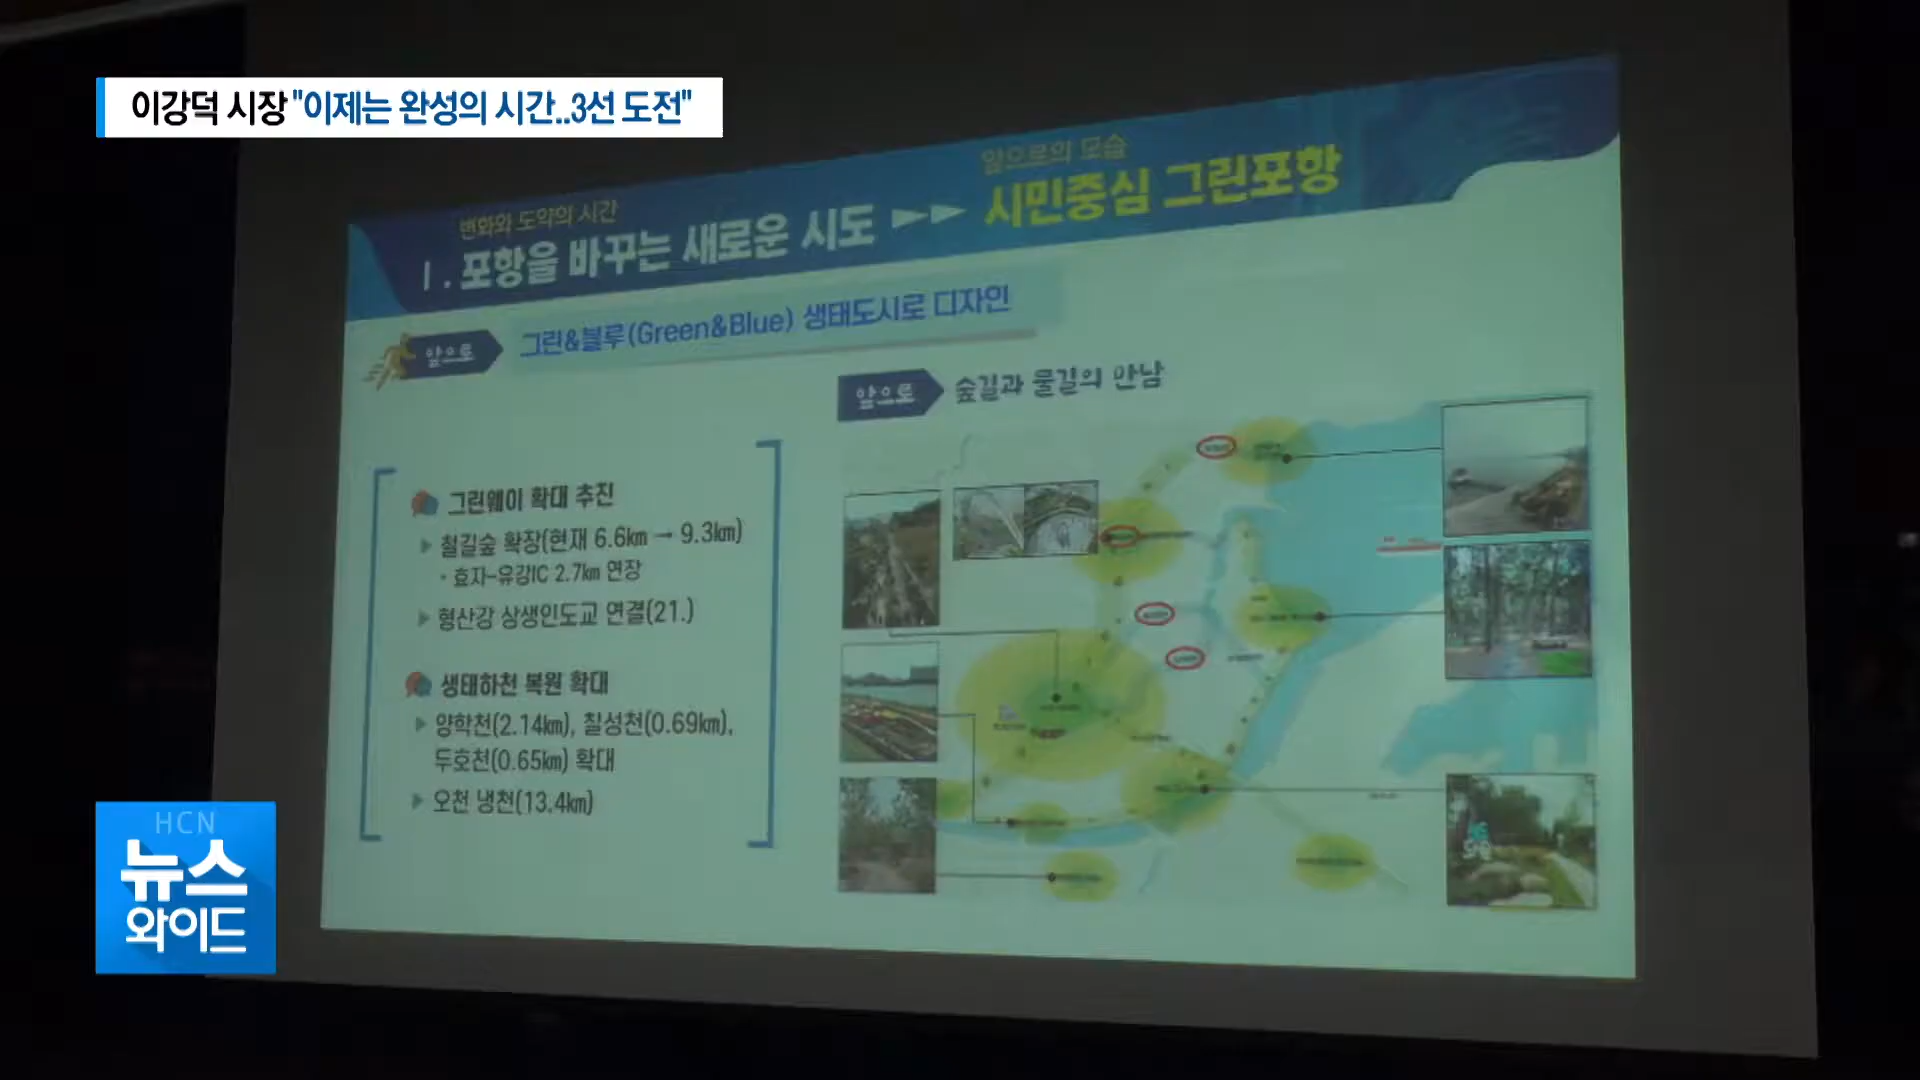 이강덕 시장 "이제는 완성의 시간..3선 도전"
변화와 도약의 시간
앞으로의 모습
Ⅰ. 포항을 바꾸는 새로운 시도 ▶▶ 시민중심 그린포항
앞으로
그린&블루(Green&Blue) 생태도시로 디자인
앞으로
숲길과 물길의 만남
그린웨이 확대 추진
▶ 철길숲 확장(현재 6.6㎞ → 9.3㎞)
• 효자-유강IC 2.7㎞ 연장
▶ 형산강 상생인도교 연결(21.)
생태하천 복원 확대
▶ 양학천(2.14㎞), 칠성천(0.69㎞),
두호천(0.65㎞) 확대
▶ 오천 냉천(13.4㎞)
HCN
뉴스
와이드